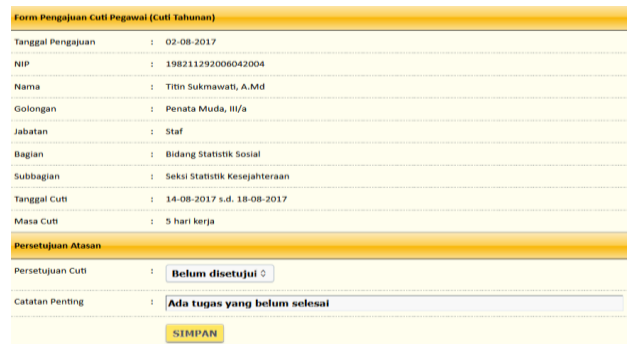 Form Pengajuan Cuti Pegawai (Cuti Tahunan)
Tanggal Pengajuan : 02-08-2017
NIP : 198211292006042004
Nama : Titin Sukmawati, A.Md
Golongan : Penata Muda, III/a
Jabatan : Staf
Bagian : Bidang Statistik Sosial
Subbagian : Seksi Statistik Kesejahteraan
Tanggal Cuti : 14-08-2017 s.d. 18-08-2017
Masa Cuti : 5 hari kerja
Persetujuan Atasan
Persetujuan Cuti : Belum disetujui
Catatan Penting : Ada tugas yang belum selesai
SIMPAN